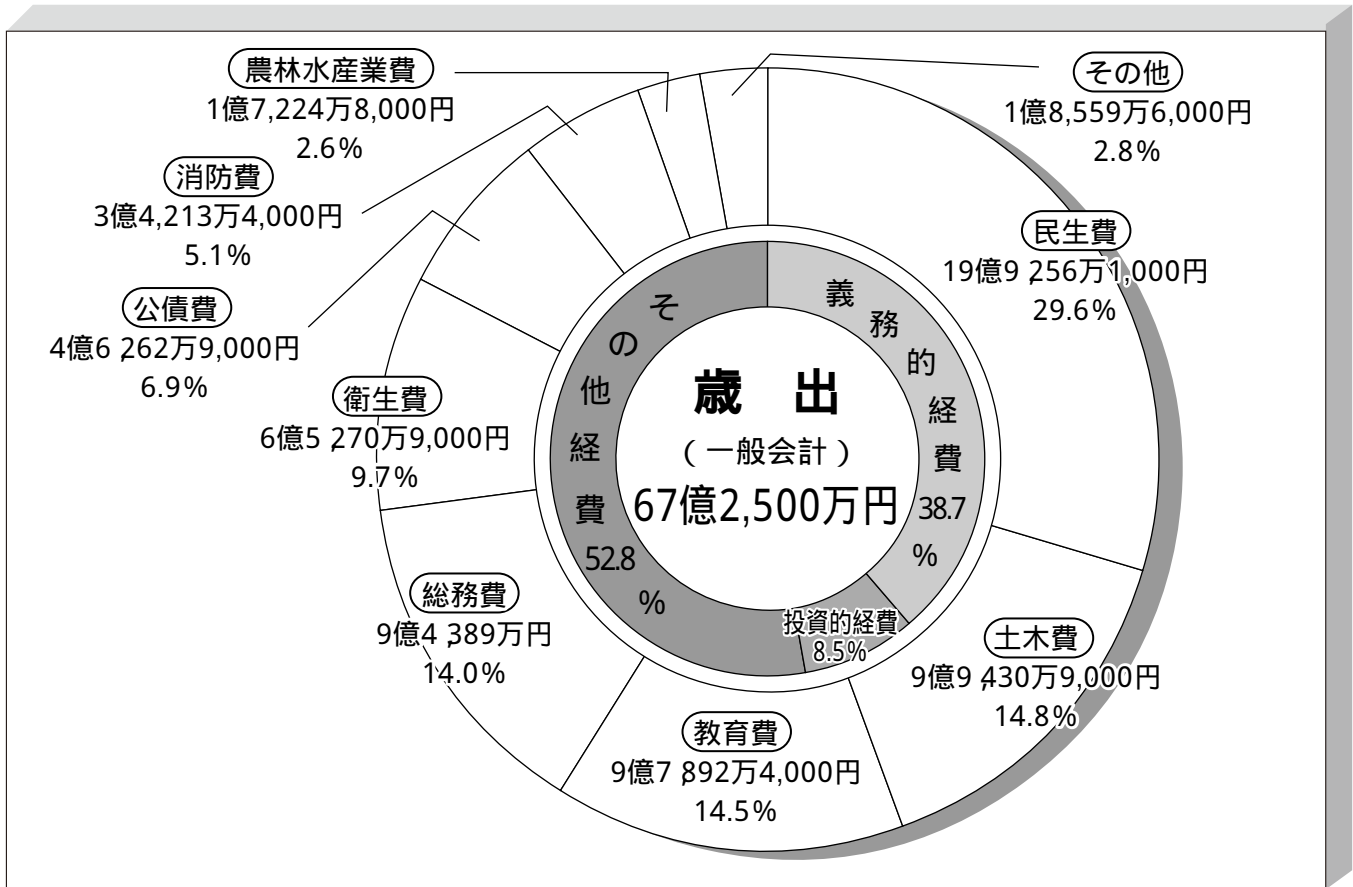 農林水産業費
1億7,224万8,000円
2.6%
消防費
3億4,213万4,000円
5.1%
公債費
4億6,262万9,000円
6.9%
衛生費
6億5,270万9,000円
9.7%
総務費
9億4,389万円
14.0%
教育費
9億7,892万4,000円
14.5%
土木費
9億9,430万9,000円
14.8%
民生費
19億9,256万1,000円
29.6%
その他
1億8,559万6,000円
2.8%
義務的経費38.7%
投資的経費
8.5%
その他経費52.8%
歳出
(一般会計)
67億2,500万円